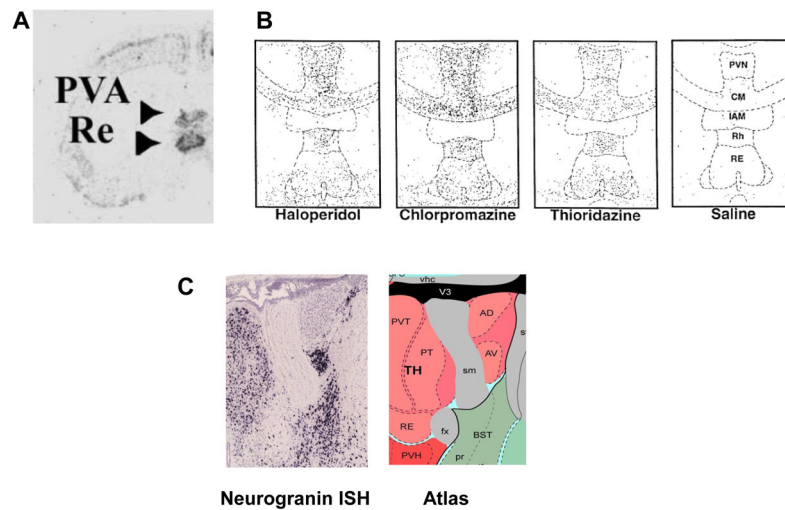 A
PVA
Re
B
PVN
CM
IAM
Rh
RE
Haloperidol
Chlorpromazine
Thioridazine
Saline
C
vhc
V3
PVT
AD
PT
AV
TH
sm
RE
fx
BST
PVH
pr
Neurogranin ISH
Atlas